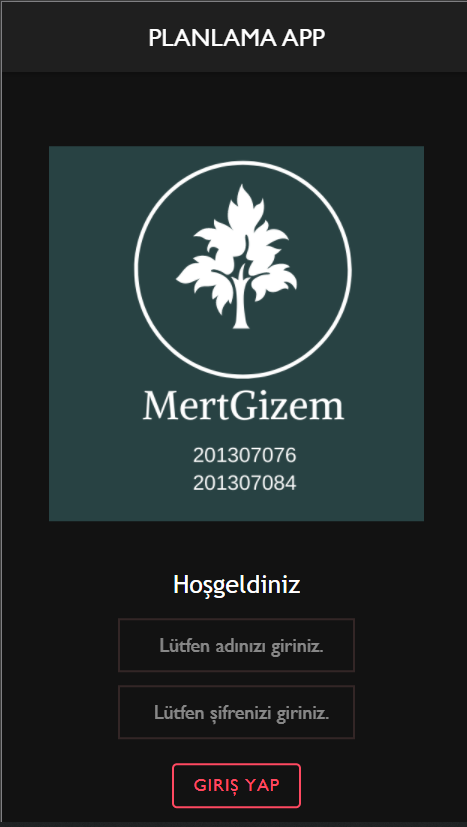 PLANLAMA APP
MertGizem
201307076
201307084
Hoşgeldiniz
Lütfen adınızı giriniz.
Lütfen şifrenizi giriniz.
GIRIŞ YAP